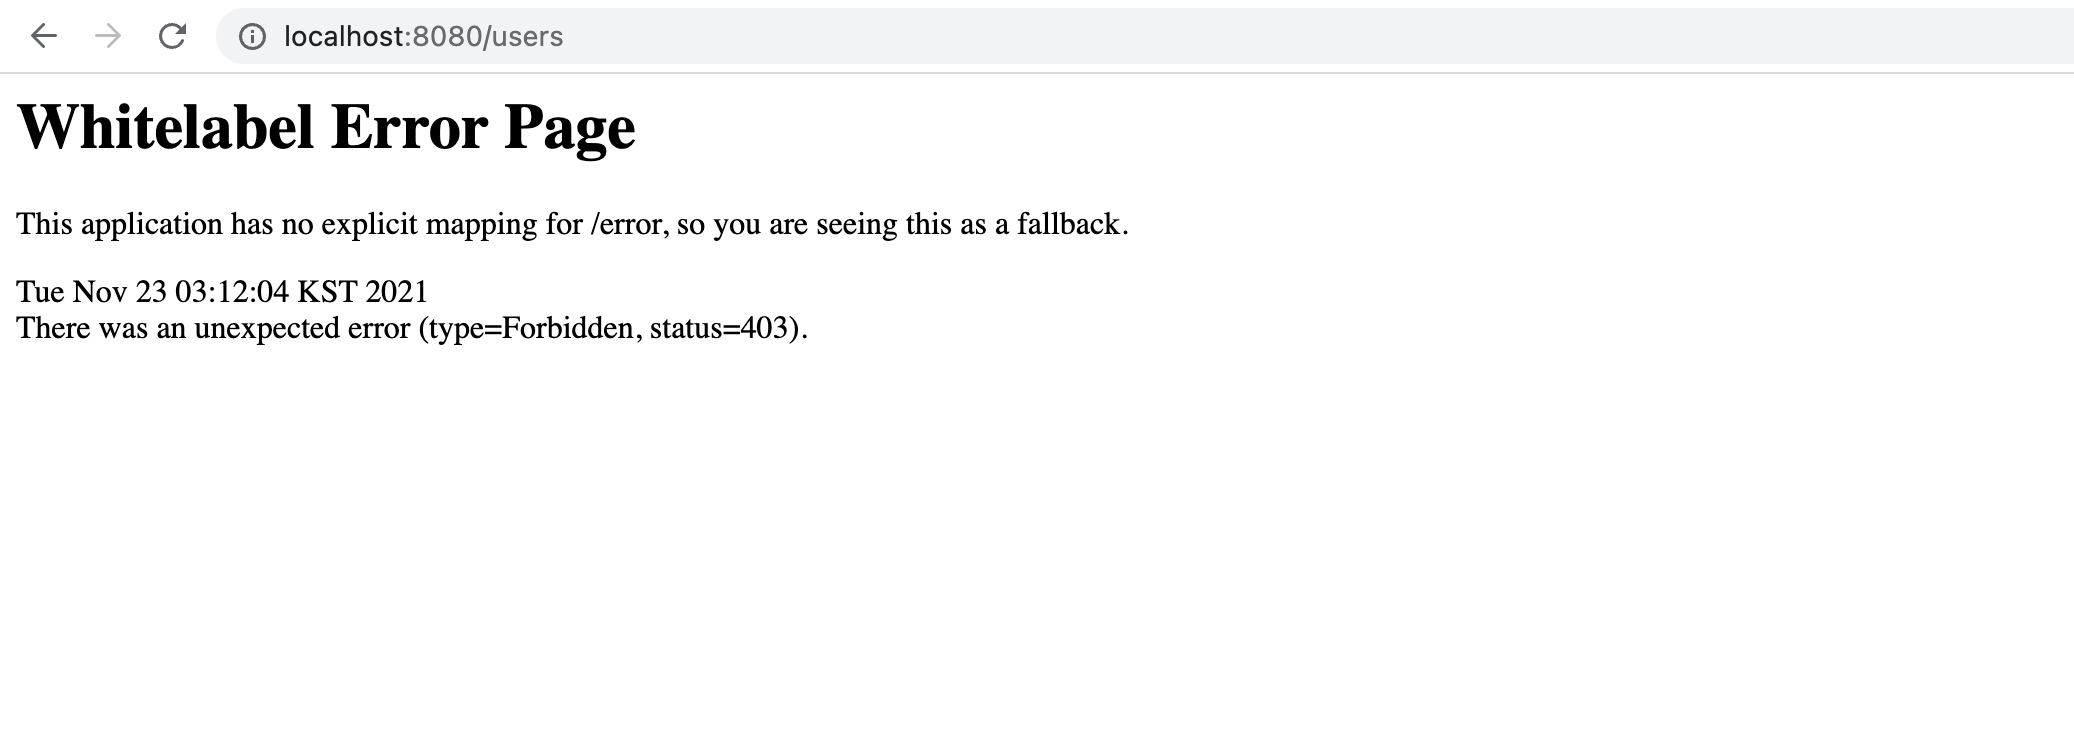 localhost:8080/users
Whitelabel Error Page
This application has no explicit mapping for /error, so you are seeing this as a fallback.
Tue Nov 23 03:12:04 KST 2021
There was an unexpected error (type=Forbidden, status=403).